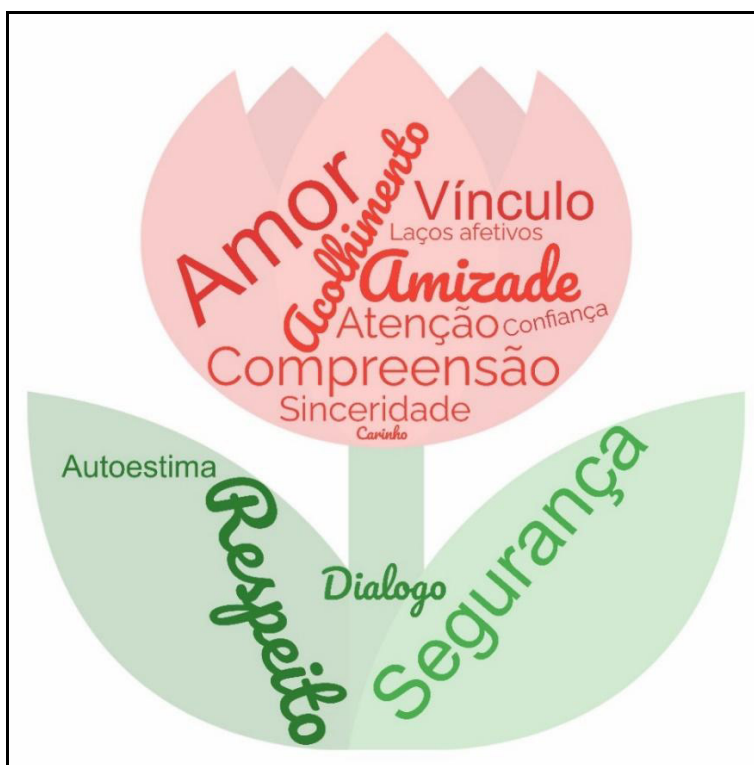 Amor
Acolhimento
Vínculo
Laços afetivos
Amizade
Atenção
Confiança
Compreensão
Sinceridade
Carinho
Autoestima
Respeito
Dialogo
Segurança